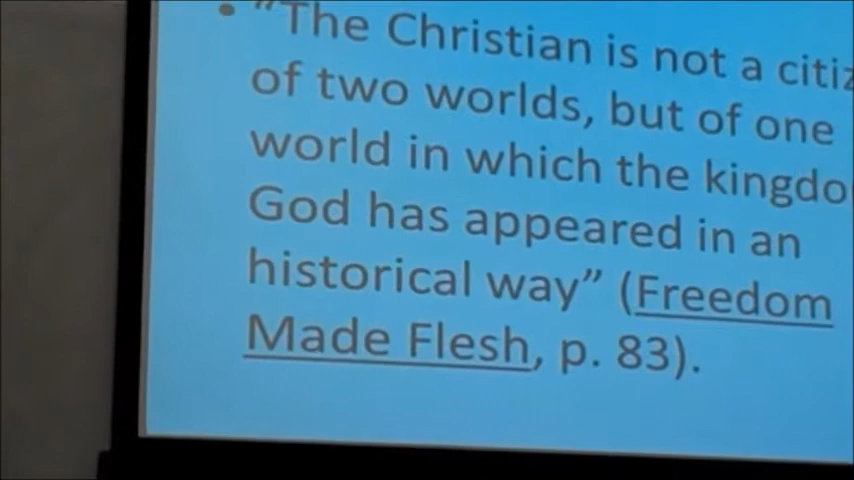 • “The Christian is not a citiz
of two worlds, but of one
world in which the kingdo
God has appeared in an
historical way” (Freedom
Made Flesh, p. 83).